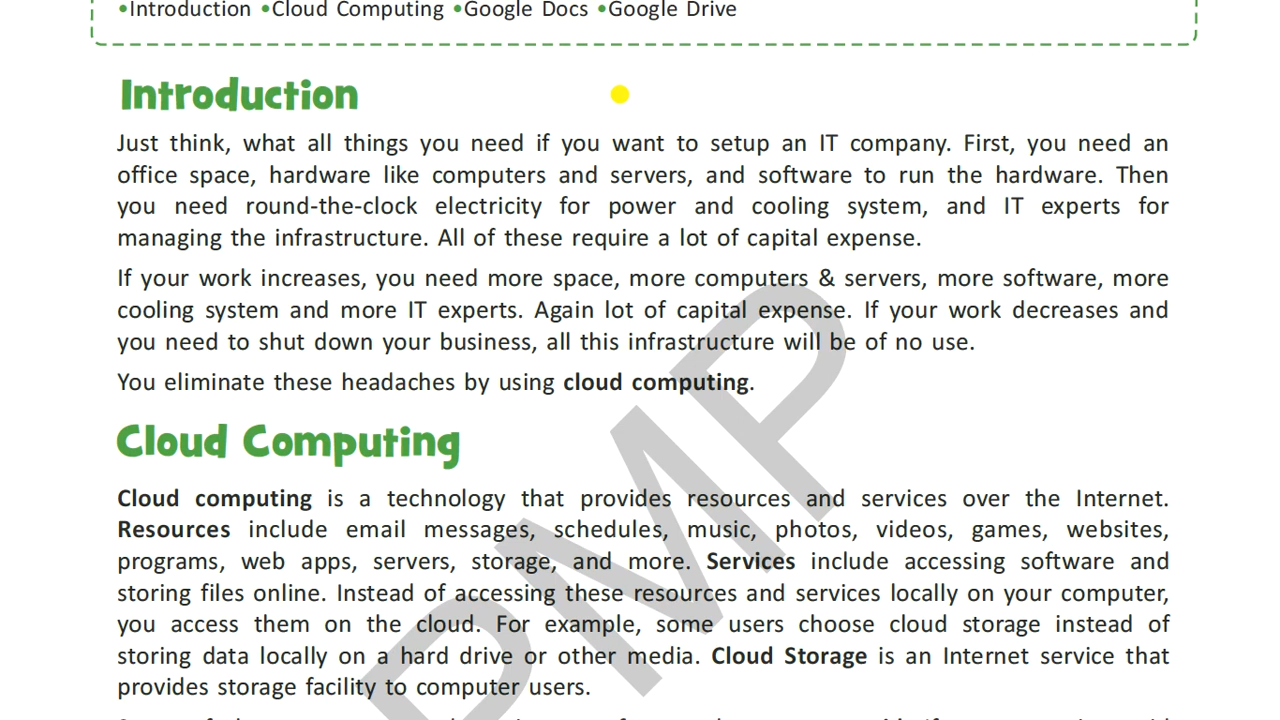 •Introduction •Cloud Computing •Google Docs •Google Drive
Introduction
Just think, what all things you need if you want to setup an IT company. First, you need an
office space, hardware like computers and servers, and software to run the hardware. Then
you need round-the-clock electricity for power and cooling system, and IT experts for
managing the infrastructure. All of these require a lot of capital expense.
If your work increases, you need more space, more computers & servers, more software, more
cooling system and more IT experts. Again lot of capital expense. If your work decreases and
you need to shut down your business, all this infrastructure will be of no use.
You eliminate these headaches by using cloud computing.
Cloud Computing
Cloud computing is a technology that provides resources and services over the Internet.
Resources include email messages, schedules, music, photos, videos, games, websites,
programs, web apps, servers, storage, and more. Services include accessing software and
storing files online. Instead of accessing these resources and services locally on your computer,
you access them on the cloud. For example, some users choose cloud storage instead of
storing data locally on a hard drive or other media. Cloud Storage is an Internet service that
provides storage facility to computer users.
PMP